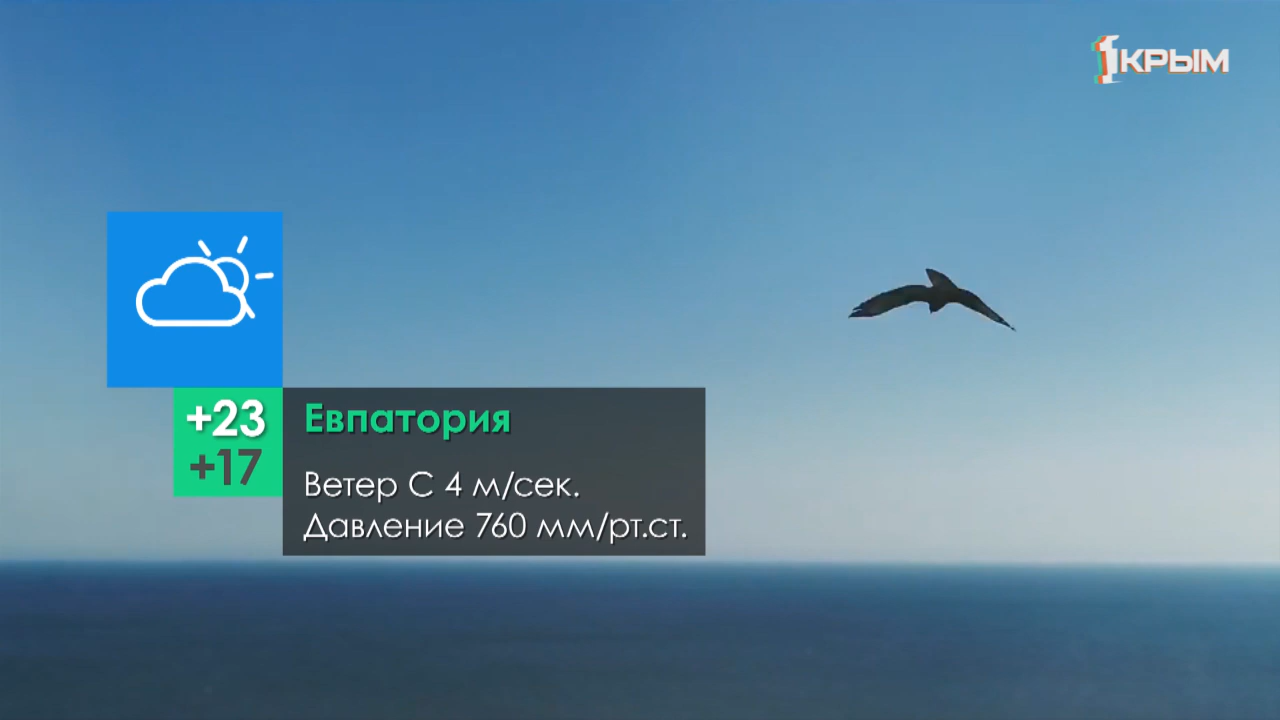 1КРЫМ
+23
+17
Евпатория
Ветер С 4 м/сек.
Давление 760 мм/рт.ст.